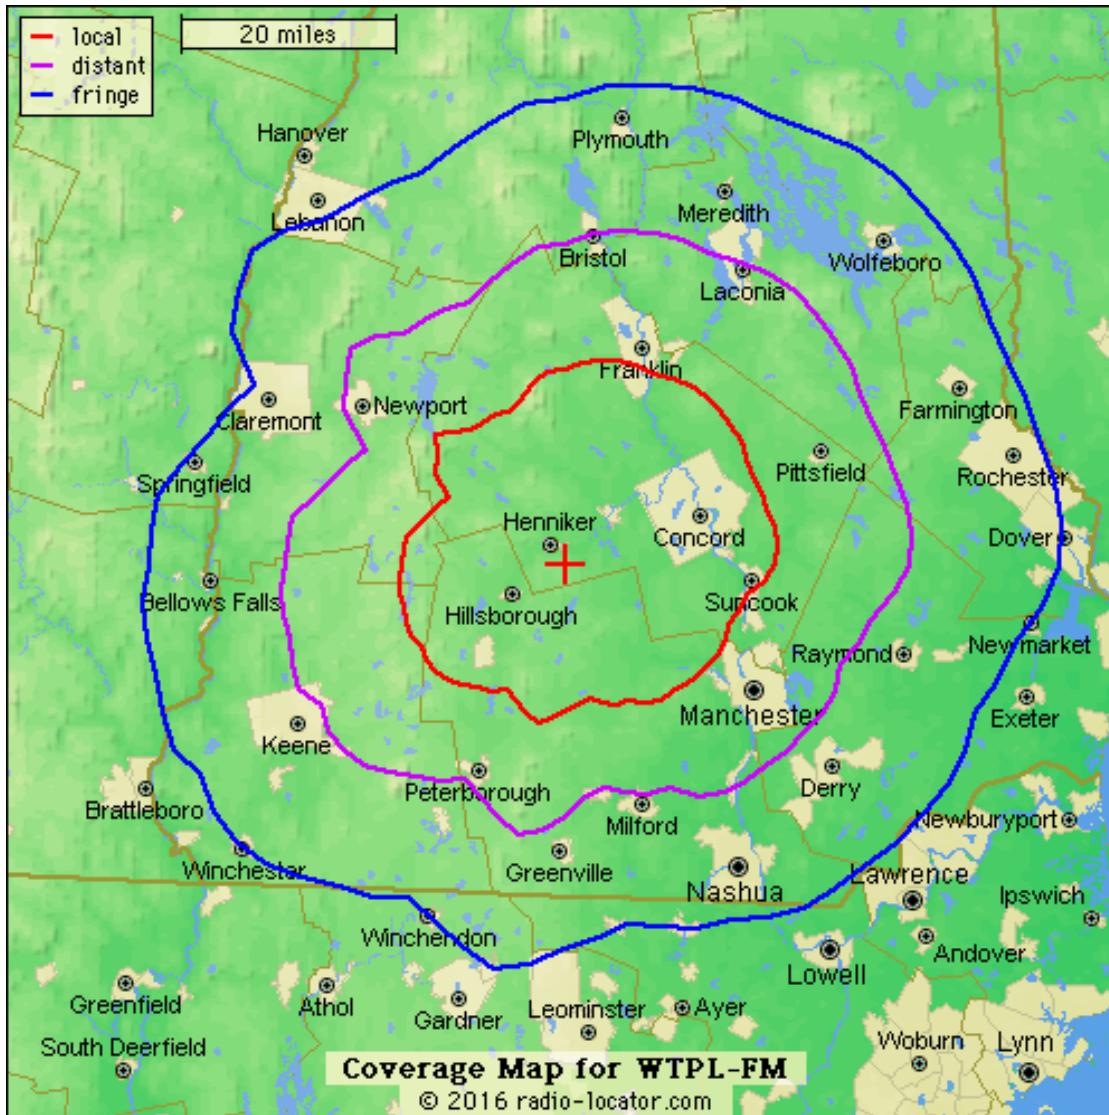 local
distant
fringe
20 miles
Hanover
Plymouth
Lebanon
Meredith
Bristol
Wolfeboro
Laconia
Franklin
Newport
Claremont
Farmington
Springfield
Pittsfield
Rochester
Henniker
Concord
Dover
Bellows Falls
Hillsborough
Suncook
Newmarket
Raymond
Manchester
Exeter
Keene
Peterborough
Derry
Brattleboro
Milford
Newburyport
Winchester
Greenville
Nashua
Lawrence
Ipswich
Winchendon
Andover
Lowell
Greenfield
Athol
Gardner
Leominster
Ayer
South Deerfield
Woburn
Lynn
Coverage Map for WTPL-FM
© 2016 radio-locator.com